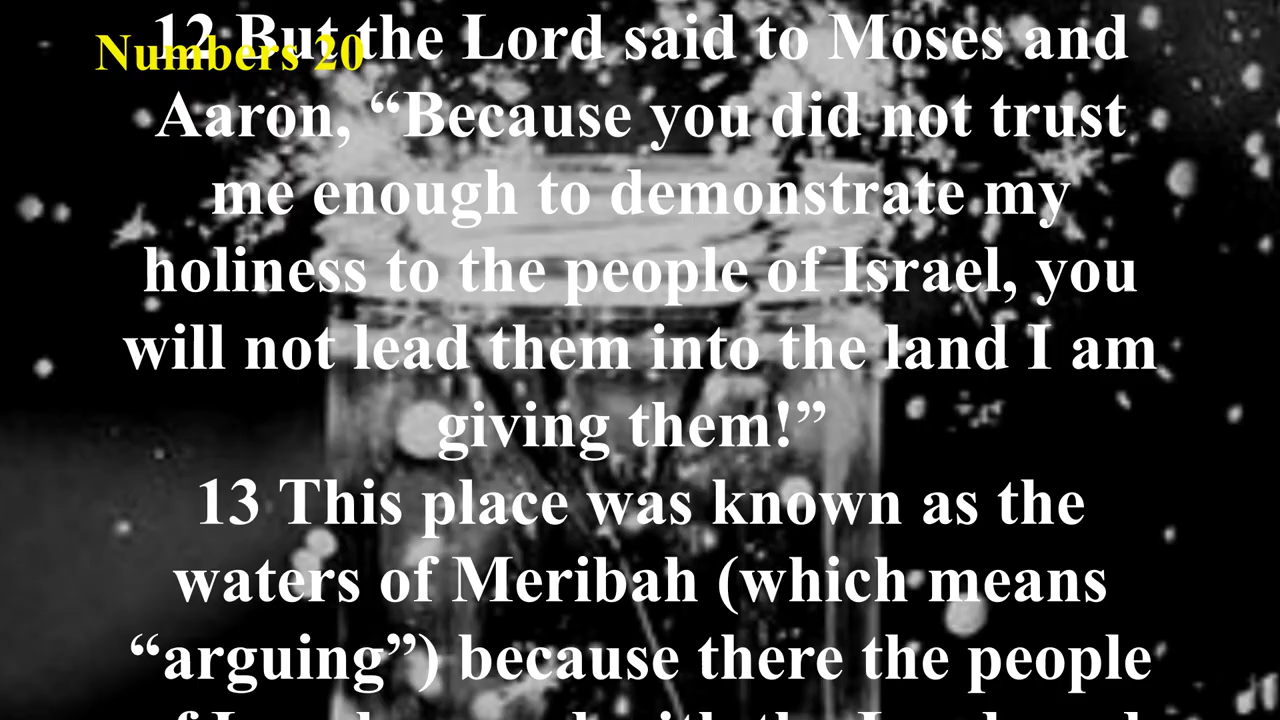 Numbers 20
12 But the Lord said to Moses and
Aaron, “Because you did not trust
me enough to demonstrate my
holiness to the people of Israel, you
will not lead them into the land I am
giving them!”
13 This place was known as the
waters of Meribah (which means
“arguing”) because there the people